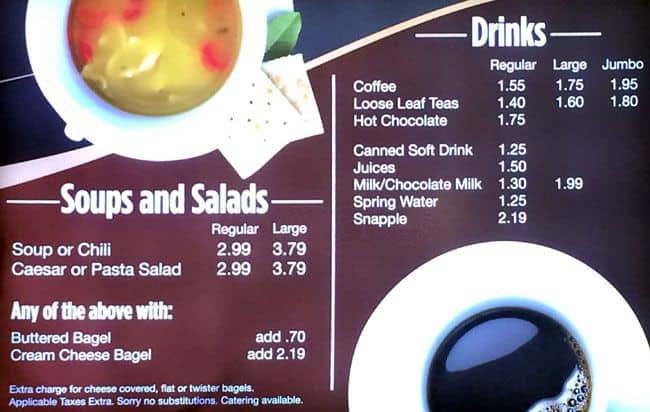 Soups and Salads
Regular Large
Soup or Chili 2.99 3.79
Caesar or Pasta Salad 2.99 3.79
Any of the above with:
Buttered Bagel add .70
Cream Cheese Bagel add 2.19
Extra charge for cheese covered, flat or twister bagels.
Applicable Taxes Extra. Sorry no substitutions. Catering available.
Drinks
Regular Large Jumbo
Coffee 1.55 1.75 1.95
Loose Leaf Teas 1.40 1.60 1.80
Hot Chocolate 1.75
Canned Soft Drink 1.25
Juices 1.50
Milk/Chocolate Milk 1.30 1.99
Spring Water 1.25
Snapple 2.19